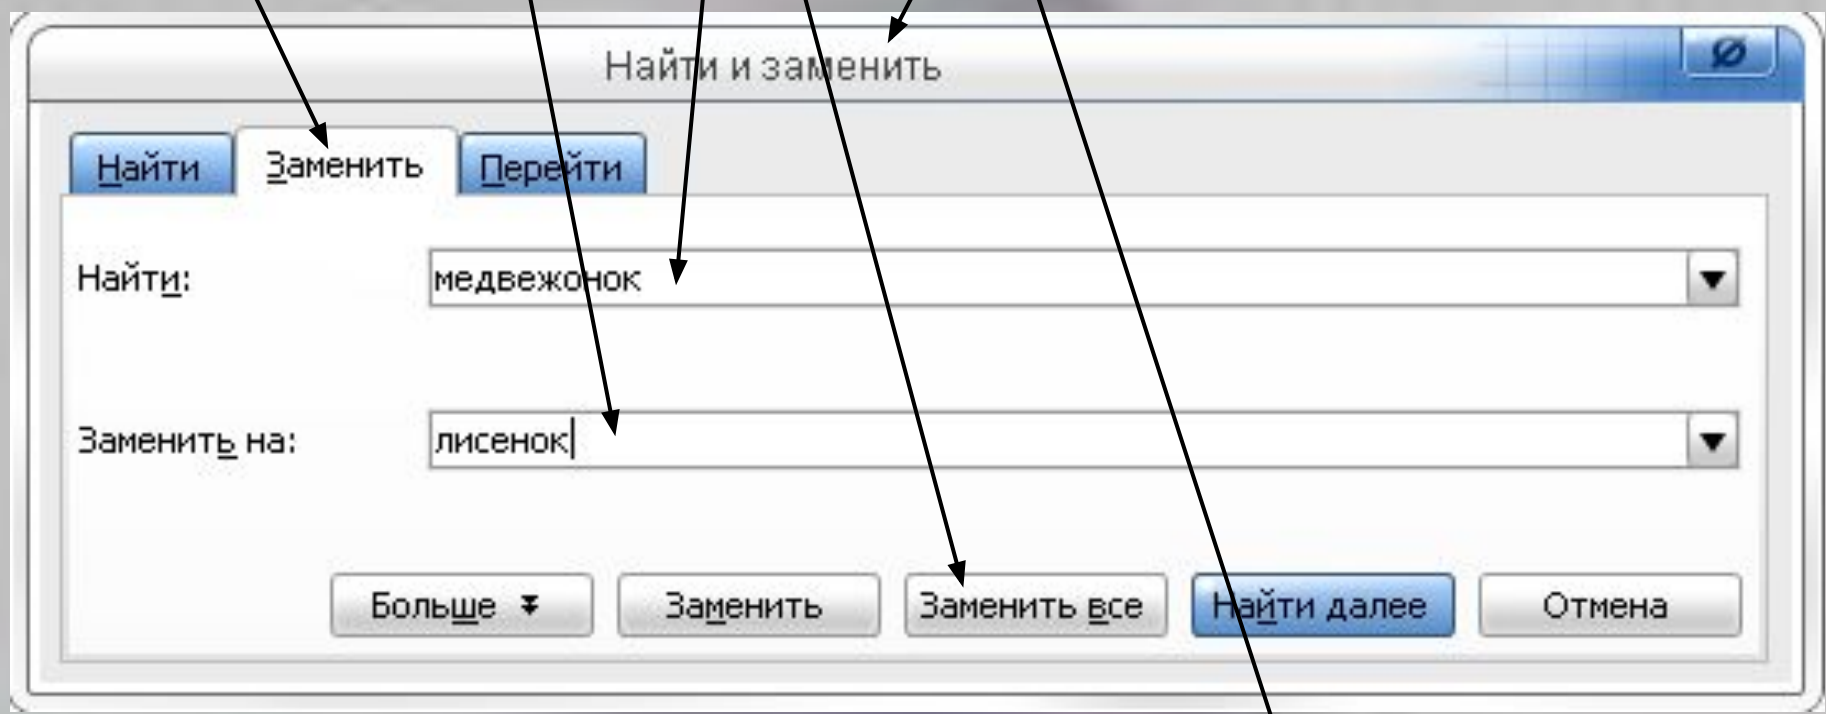 Найти и заменить
Найти Заменить Перейти
Найти: медвежонок
Заменить на: лисенок
Больше Заменить Заменить все Найти далее Отмена